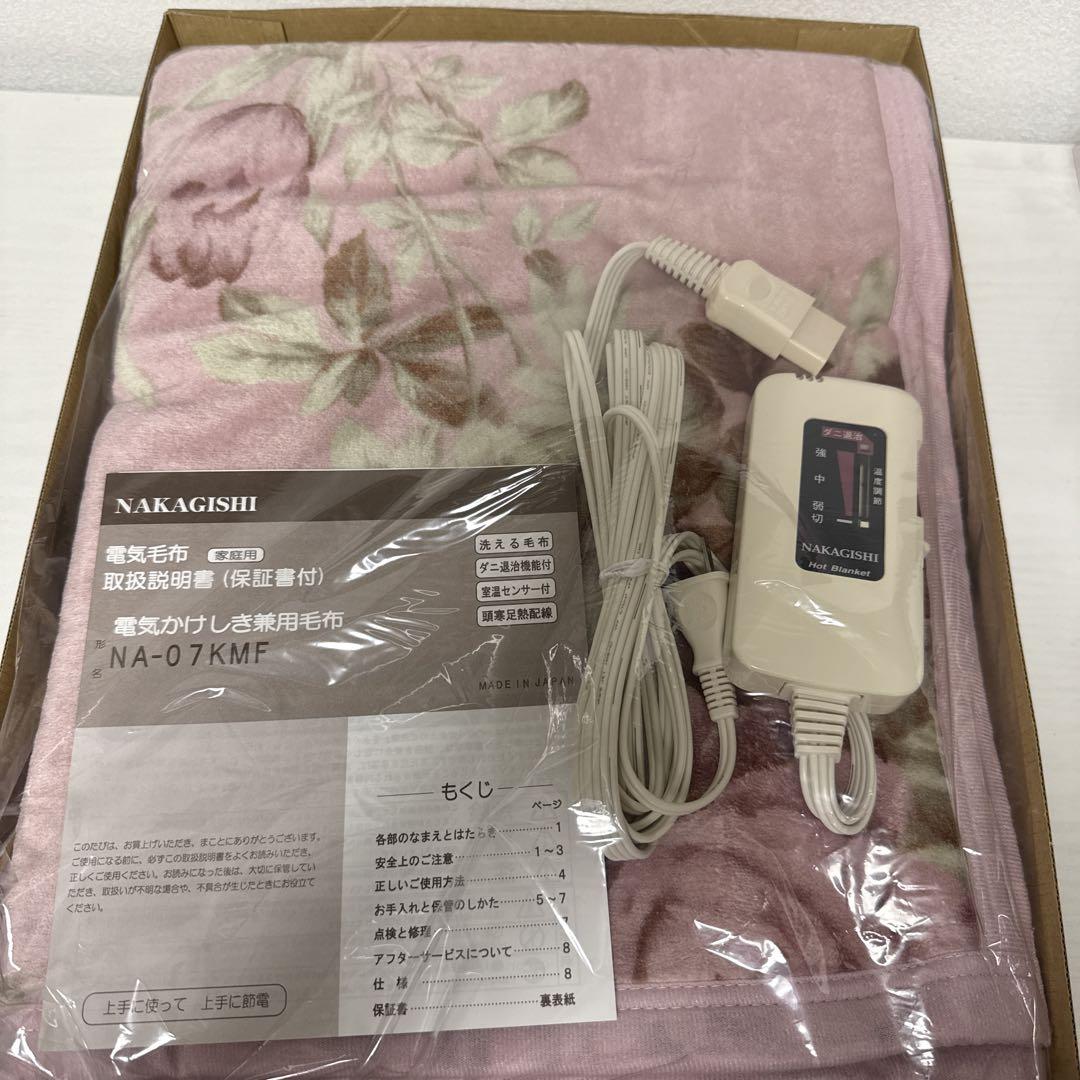 NAKAGISHI
電気毛布 家庭用
取扱説明書(保証書付)
電気かけしき兼用毛布
形名 NA-07KMF
洗える毛布
ダニ退治機能付
室温センサー付
頭寒足熱配線
MADE IN JAPAN
このたびは、お買上げいただき、まことにありがとうございます。
ご使用になる前に、必ずこの取扱説明書をよくお読みいただき、
正しくご使用ください。お読みになった後は、大切に保管していただき、取扱いが不明な場合や、不具合が生じたときにお役立てください。
上手に使って 上手に節電
もくじ
ページ
各部のなまえとはたらき 1
安全上のご注意 1~3
正しいご使用方法 4
お手入れと保管のしかた 5~7
点検と修理 7
アフターサービスについて 8
仕様 8
保証書 裏表紙
ダニ退治
強
中
弱
切
温度調節
NAKAGISHI
Hot Blanket